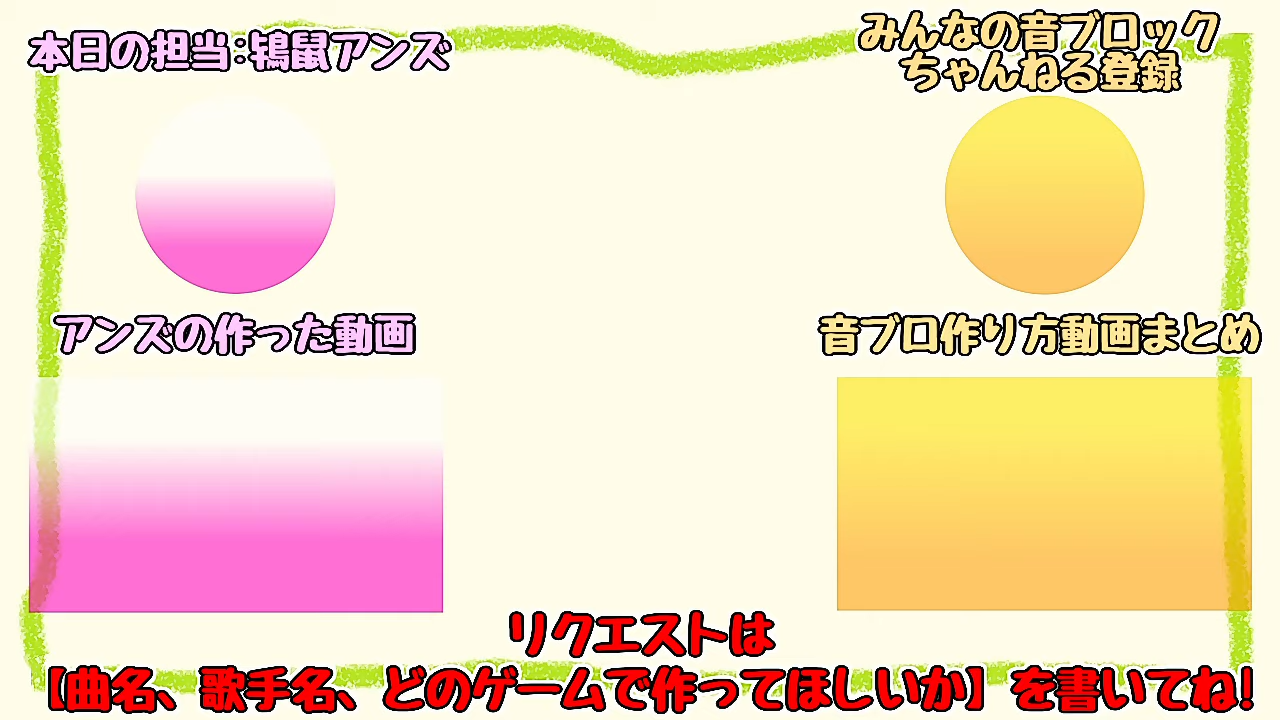 本日の担当:鴇鼠アンズ
みんなの音ブロック
ちゃんねる登録
アンズの作った動画
音ブロ作り方動画まとめ
リクエストは
【曲名、歌手名、どのゲームで作ってほしいか】を書いてね!